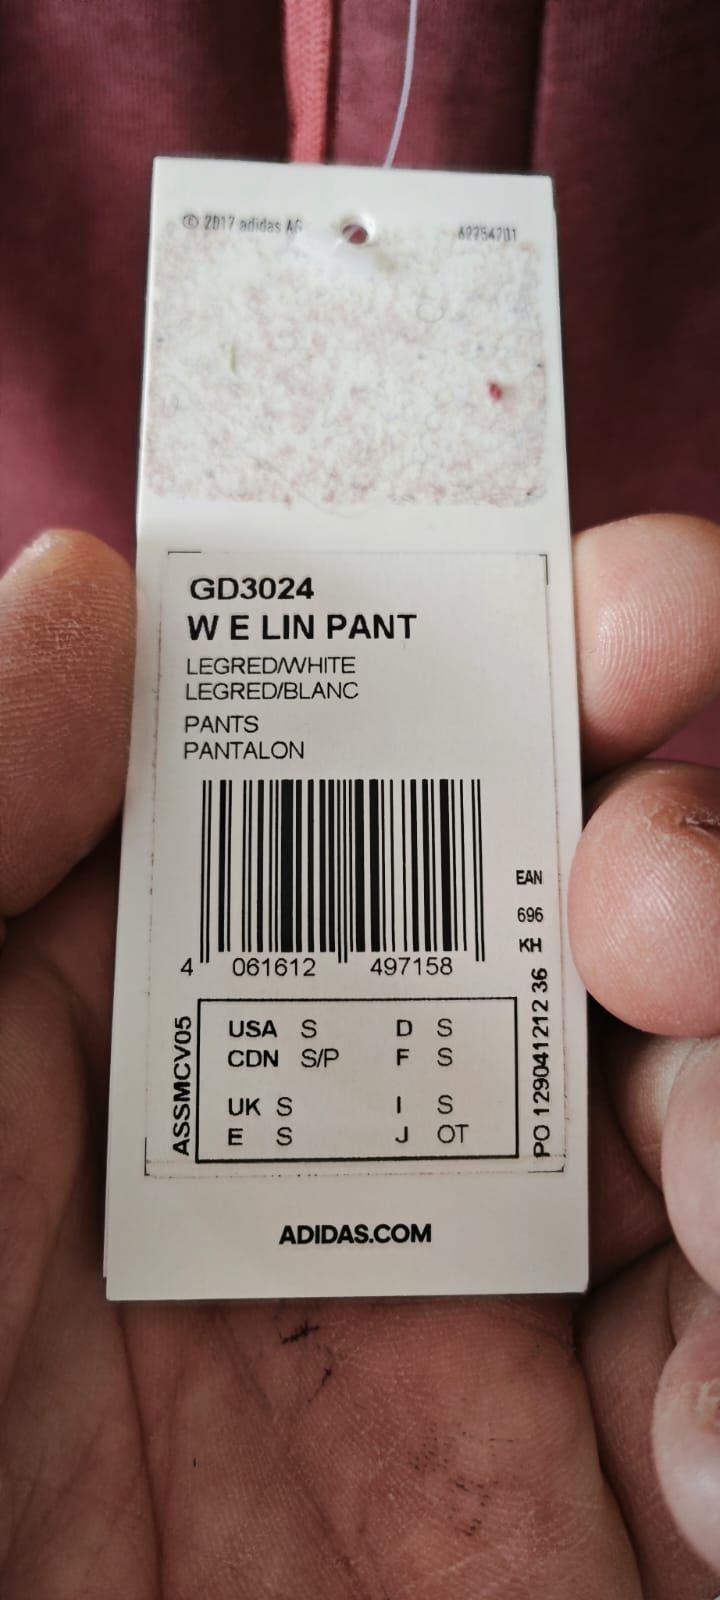 © 2017 adidas AG
62254701
GD3024
W E LIN PANT
LEGRED/WHITE
LEGRED/BLANC
PANTS
PANTALON
4 061612 497158
EAN
696
KH
PO 129041212 36
ASSMCV05
USA S D S
CDN S/P F S
UK S I S
E S J OT
ADIDAS.COM